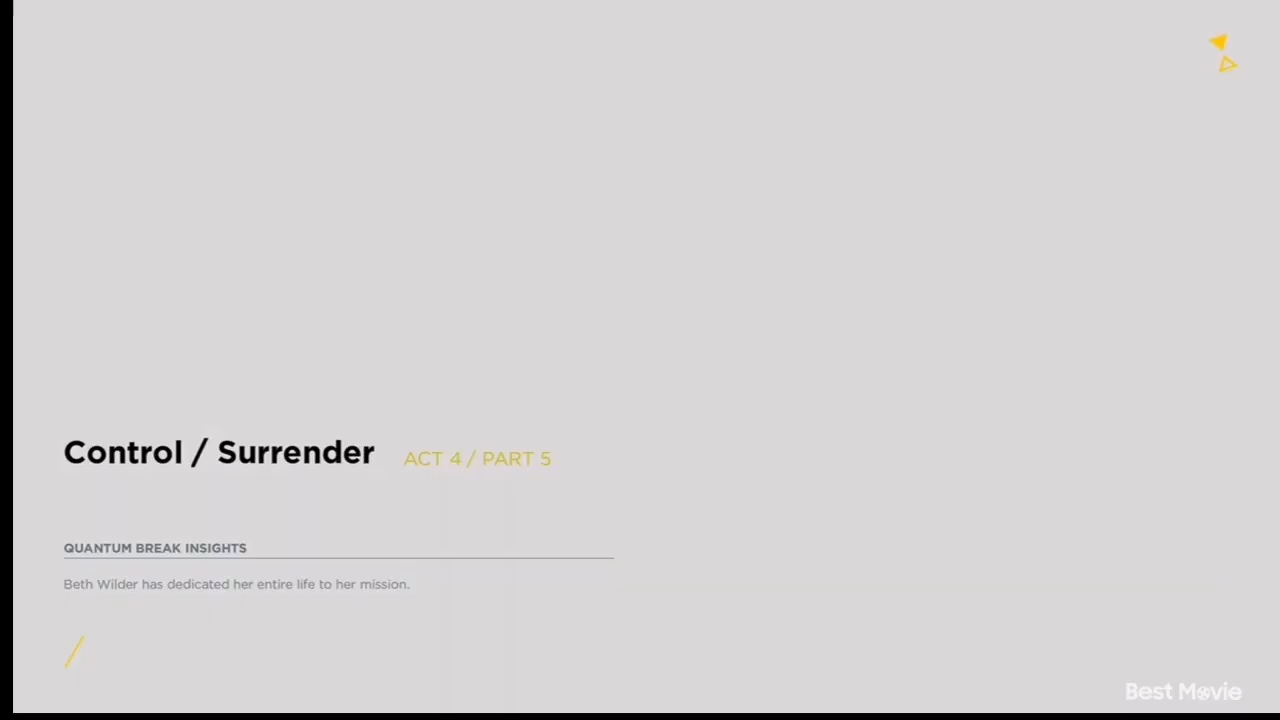 Control / Surrender ACT 4 / PART 5
QUANTUM BREAK INSIGHTS
Beth Wilder has dedicated her entire life to her mission.
Best Movie